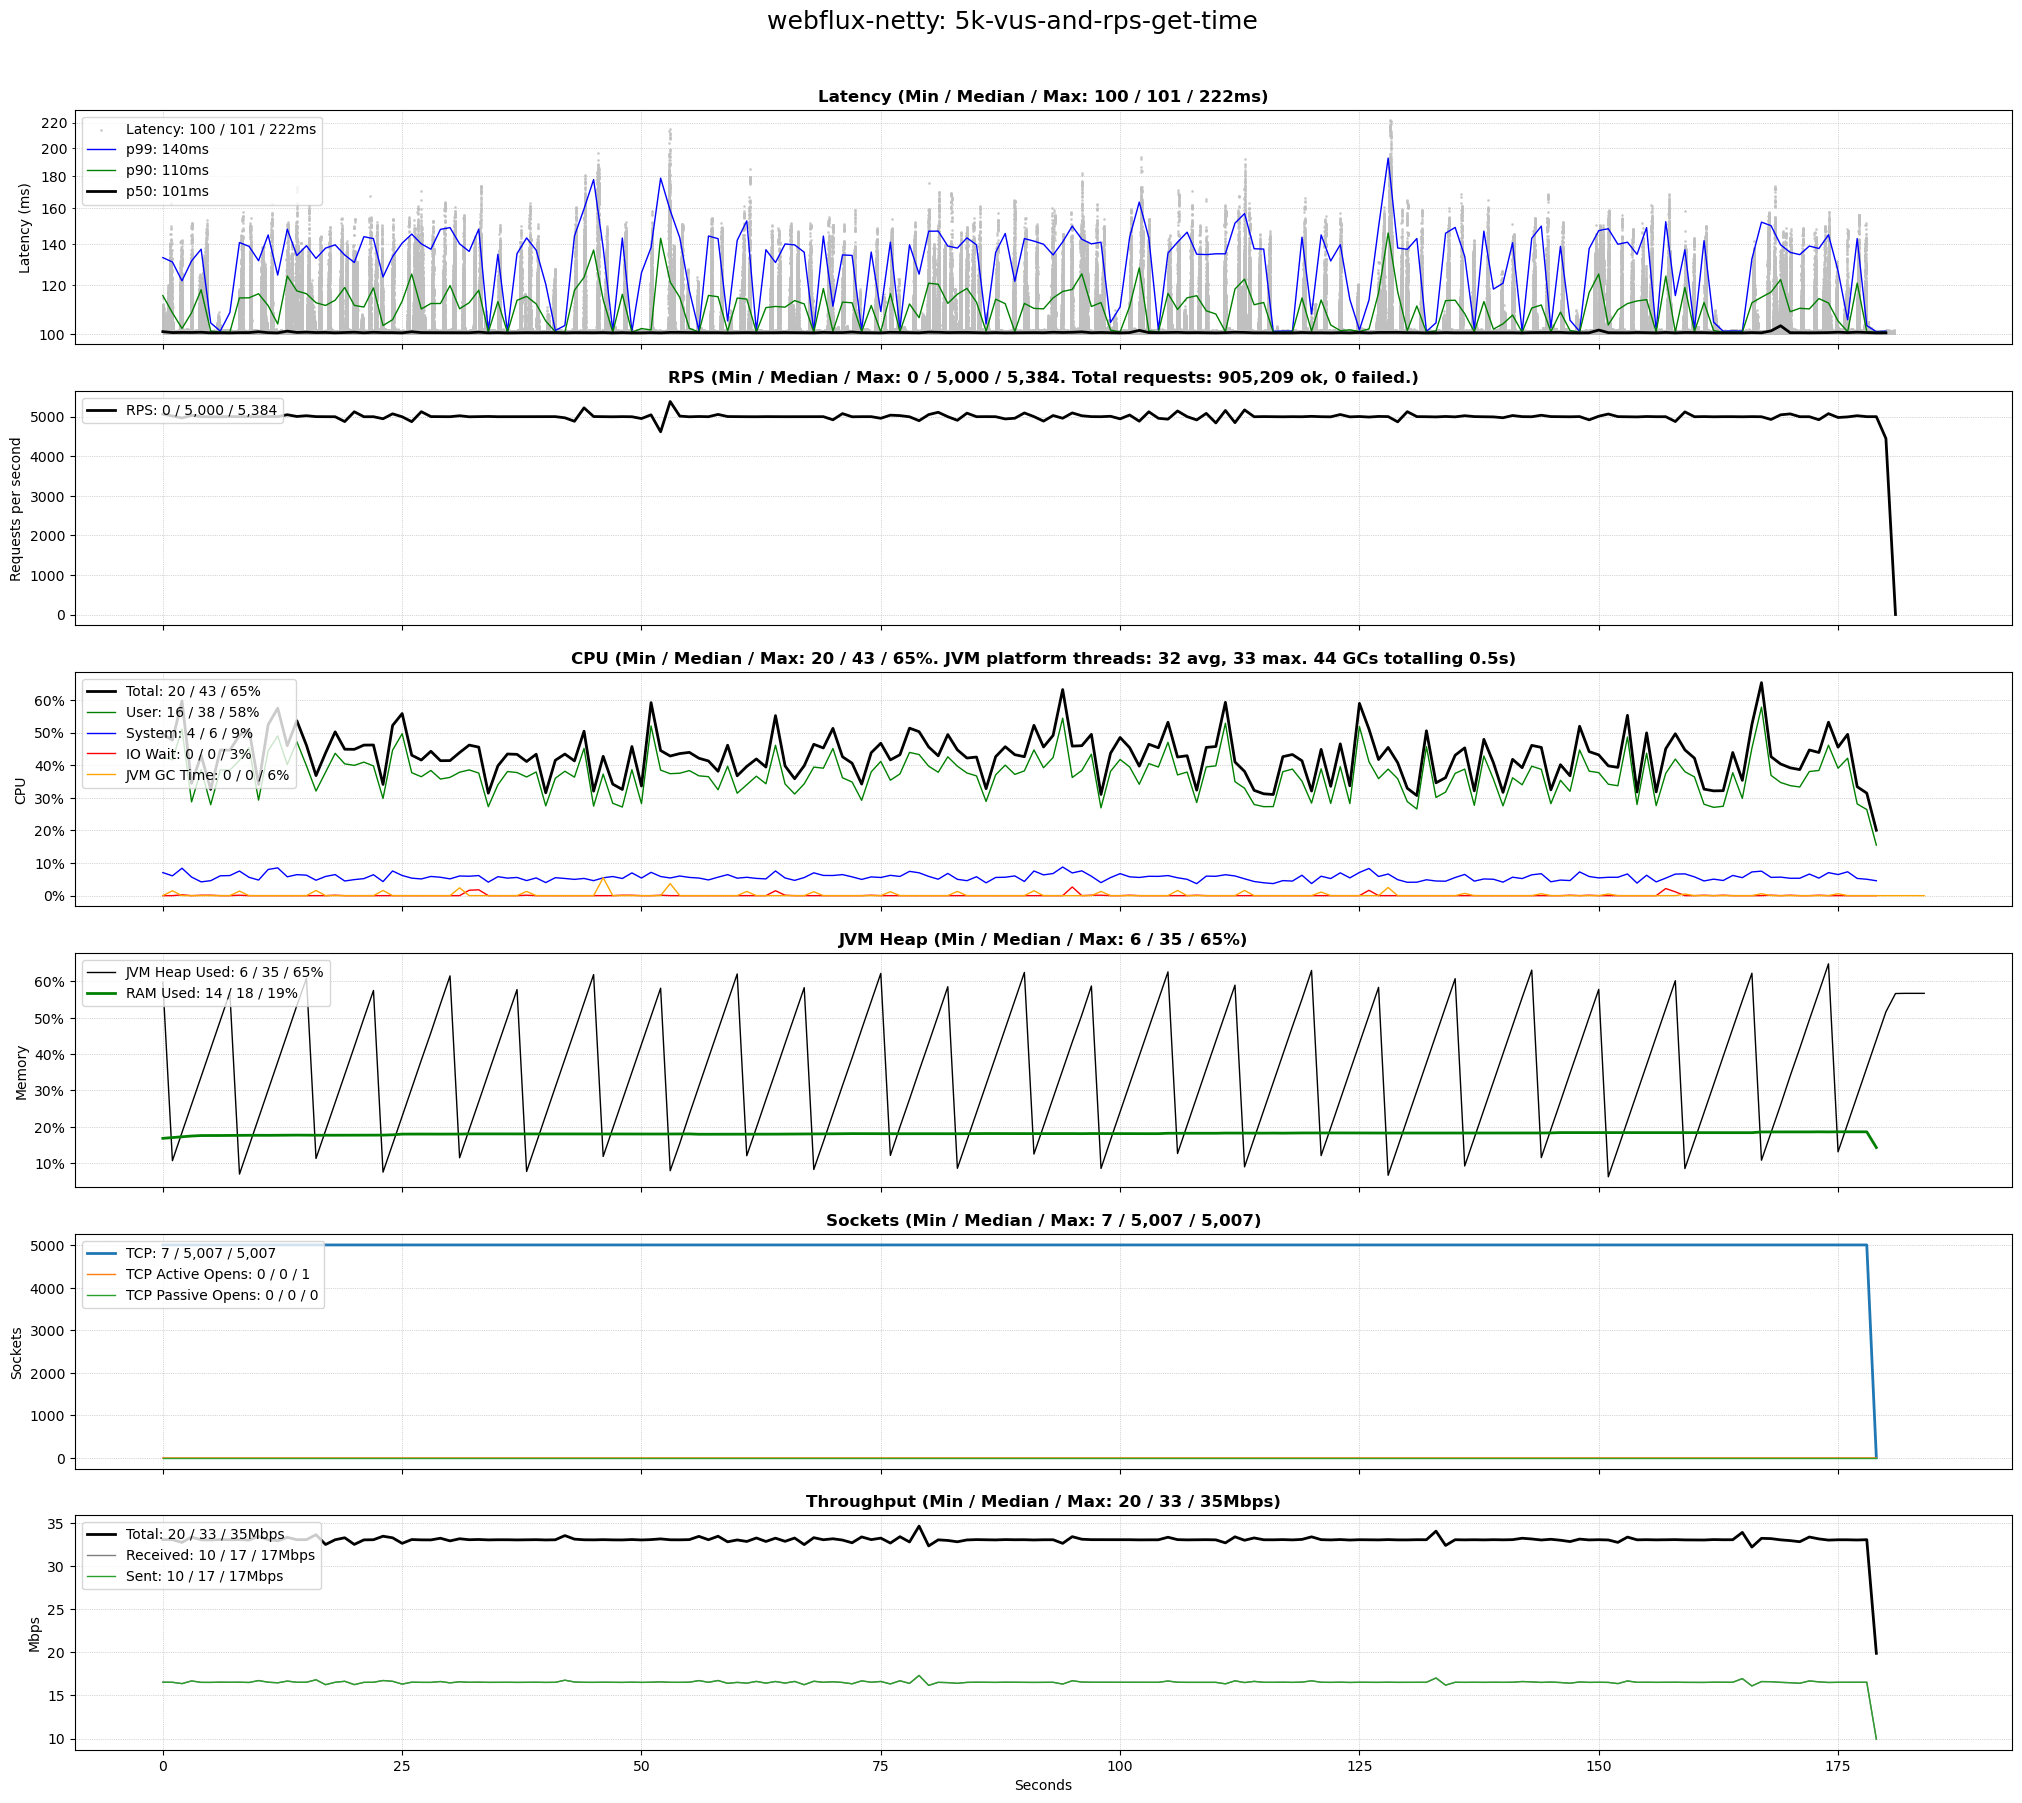 webflux-netty: 5k-vus-and-rps-get-time
Latency (Min / Median / Max: 100 / 101 / 222ms)
Latency: 100 / 101 / 222ms
p99: 140ms
p90: 110ms
p50: 101ms
Latency (ms)
220
200
180
160
140
120
100
RPS (Min / Median / Max: 0 / 5,000 / 5,384. Total requests: 905,209 ok, 0 failed.)
RPS: 0 / 5,000 / 5,384
Requests per second
5000
4000
3000
2000
1000
0
CPU (Min / Median / Max: 20 / 43 / 65%. JVM platform threads: 32 avg, 33 max. 44 GCs totalling 0.5s)
Total: 20 / 43 / 65%
User: 16 / 38 / 58%
System: 4 / 6 / 9%
IO Wait: 0 / 0 / 3%
JVM GC Time: 0 / 0 / 6%
CPU
60%
50%
40%
30%
20%
10%
0%
JVM Heap (Min / Median / Max: 6 / 35 / 65%)
JVM Heap Used: 6 / 35 / 65%
RAM Used: 14 / 18 / 19%
Memory
60%
50%
40%
30%
20%
10%
Sockets (Min / Median / Max: 7 / 5,007 / 5,007)
TCP: 7 / 5,007 / 5,007
TCP Active Opens: 0 / 0 / 1
TCP Passive Opens: 0 / 0 / 0
Sockets
5000
4000
3000
2000
1000
0
Throughput (Min / Median / Max: 20 / 33 / 35Mbps)
Total: 20 / 33 / 35Mbps
Received: 10 / 17 / 17Mbps
Sent: 10 / 17 / 17Mbps
Mbps
35
30
25
20
15
10
0 25 50 75 100 125 150 175
Seconds